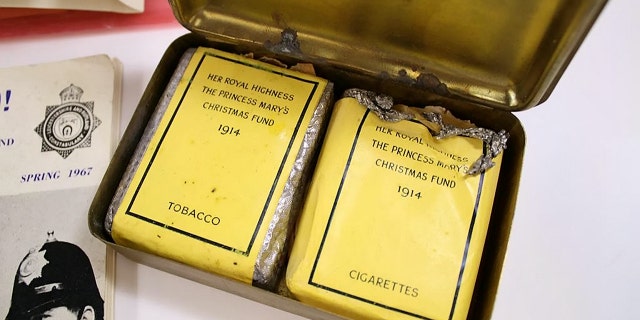 !
ND
SPRING 1967
HER ROYAL HIGHNESS
THE PRINCESS MARY'S
CHRISTMAS FUND
1914
TOBACCO
HER ROYAL HIGHNESS
THE PRINCESS MARY'S
CHRISTMAS FUND
1914
CIGARETTES